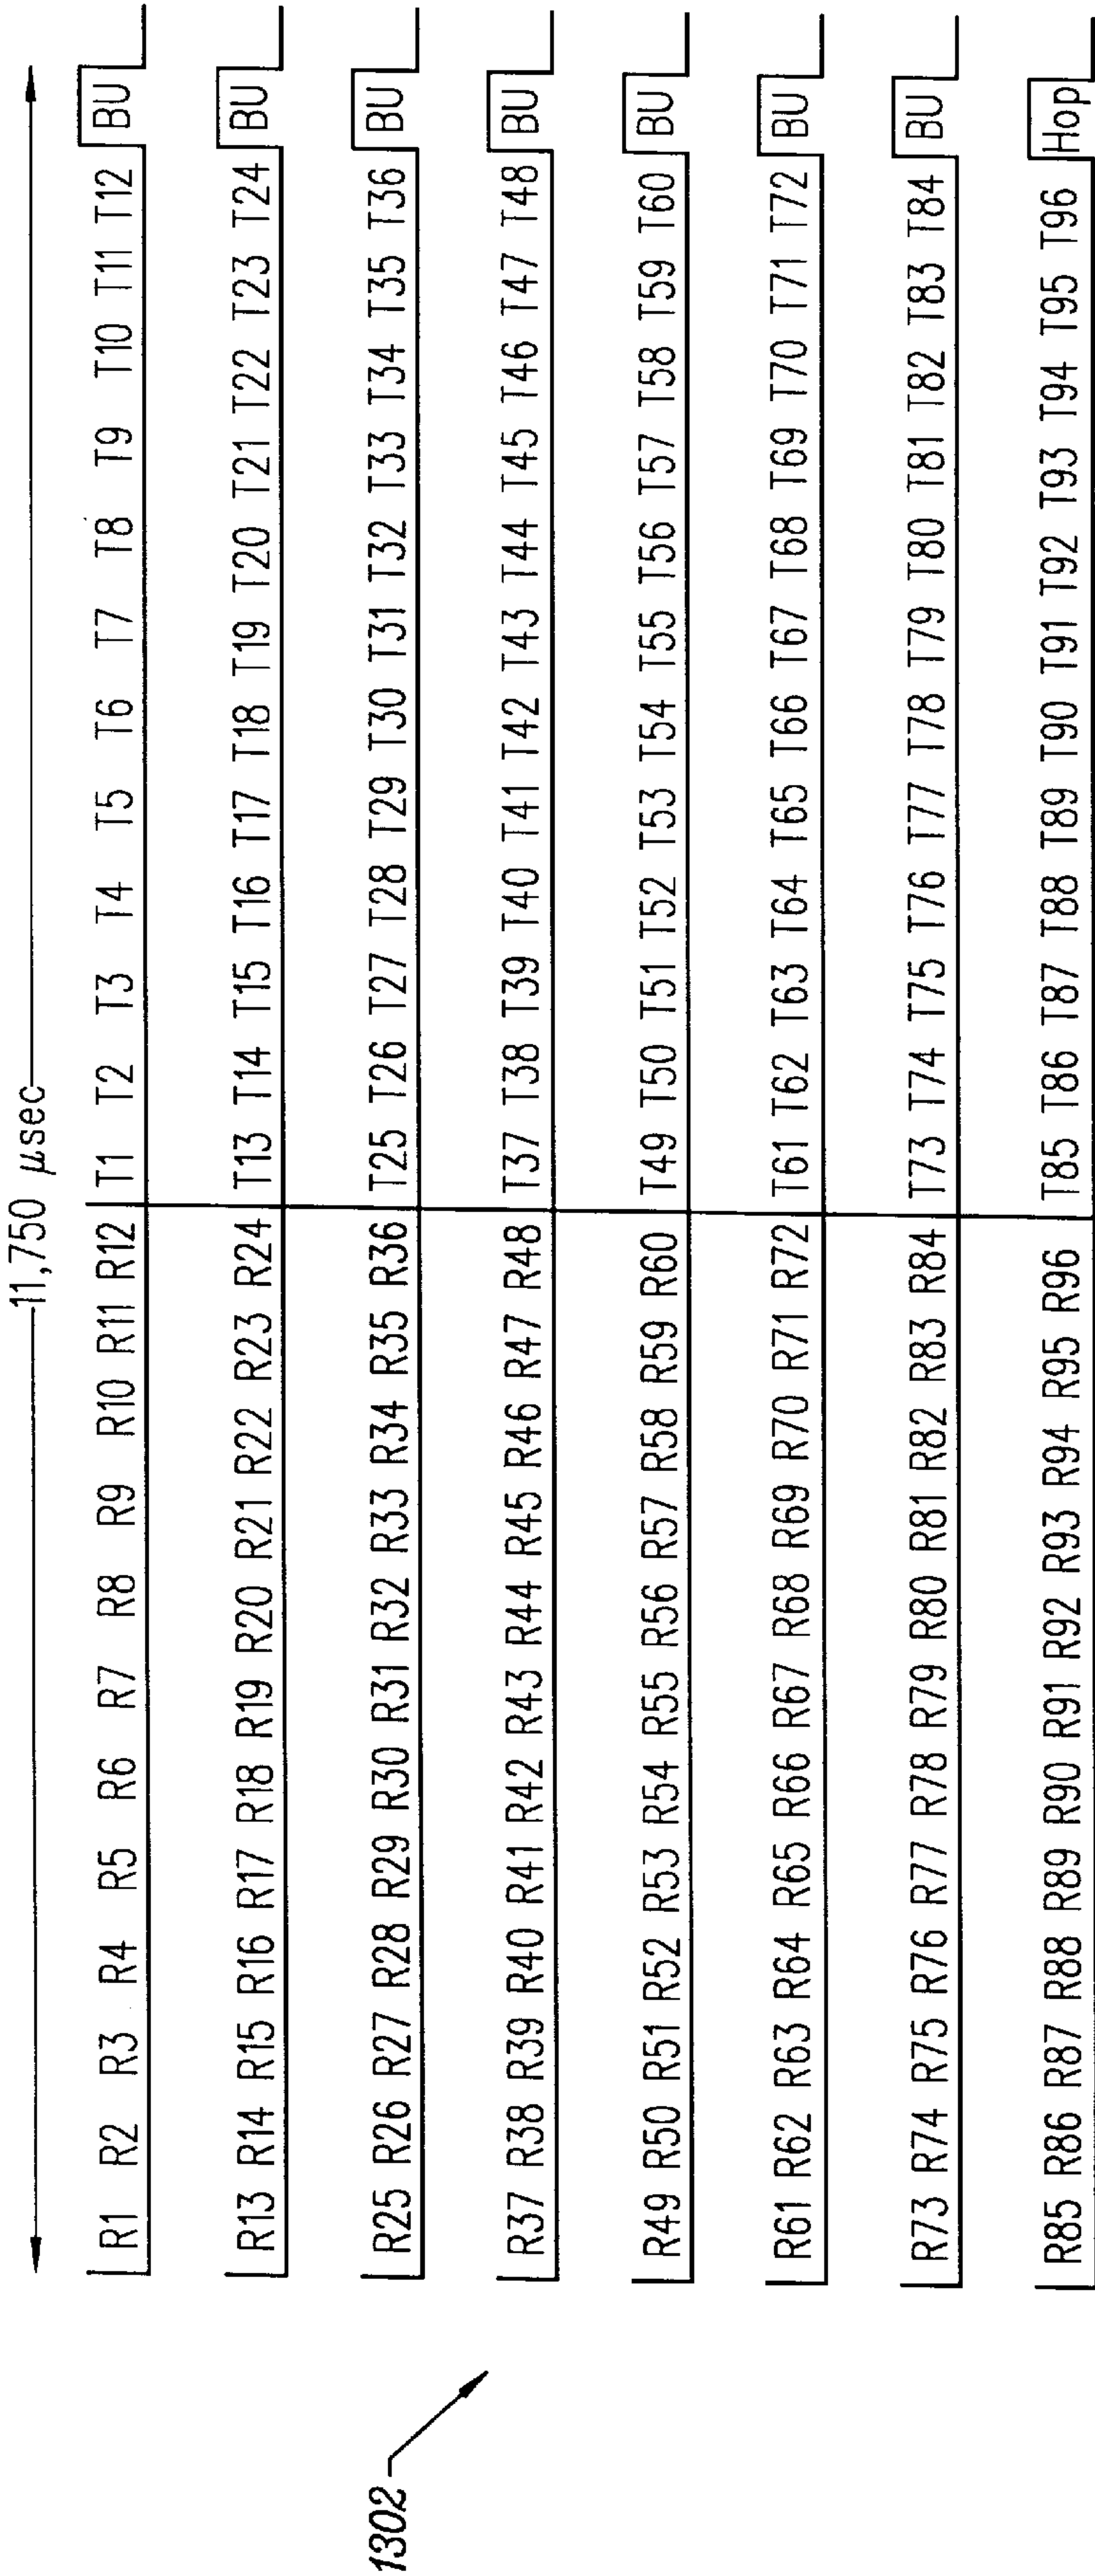 11,750 μsec
R1 R2 R3 R4 R5 R6 R7 R8 R9 R10 R11 R12 T1 T2 T3 T4 T5 T6 T7 T8 T9 T10 T11 T12 BU
R13 R14 R15 R16 R17 R18 R19 R20 R21 R22 R23 R24 T13 T14 T15 T16 T17 T18 T19 T20 T21 T22 T23 T24 BU
R25 R26 R27 R28 R29 R30 R31 R32 R33 R34 R35 R36 T25 T26 T27 T28 T29 T30 T31 T32 T33 T34 T35 T36 BU
R37 R38 R39 R40 R41 R42 R43 R44 R45 R46 R47 R48 T37 T38 T39 T40 T41 T42 T43 T44 T45 T46 T47 T48 BU
R49 R50 R51 R52 R53 R54 R55 R56 R57 R58 R59 R60 T49 T50 T51 T52 T53 T54 T55 T56 T57 T58 T59 T60 BU
R61 R62 R63 R64 R65 R66 R67 R68 R69 R70 R71 R72 T61 T62 T63 T64 T65 T66 T67 T68 T69 T70 T71 T72 BU
R73 R74 R75 R76 R77 R78 R79 R80 R81 R82 R83 R84 T73 T74 T75 T76 T77 T78 T79 T80 T81 T82 T83 T84 BU
R85 R86 R87 R88 R89 R90 R91 R92 R93 R94 R95 R96 T85 T86 T87 T88 T89 T90 T91 T92 T93 T94 T95 T96 Hop
1302